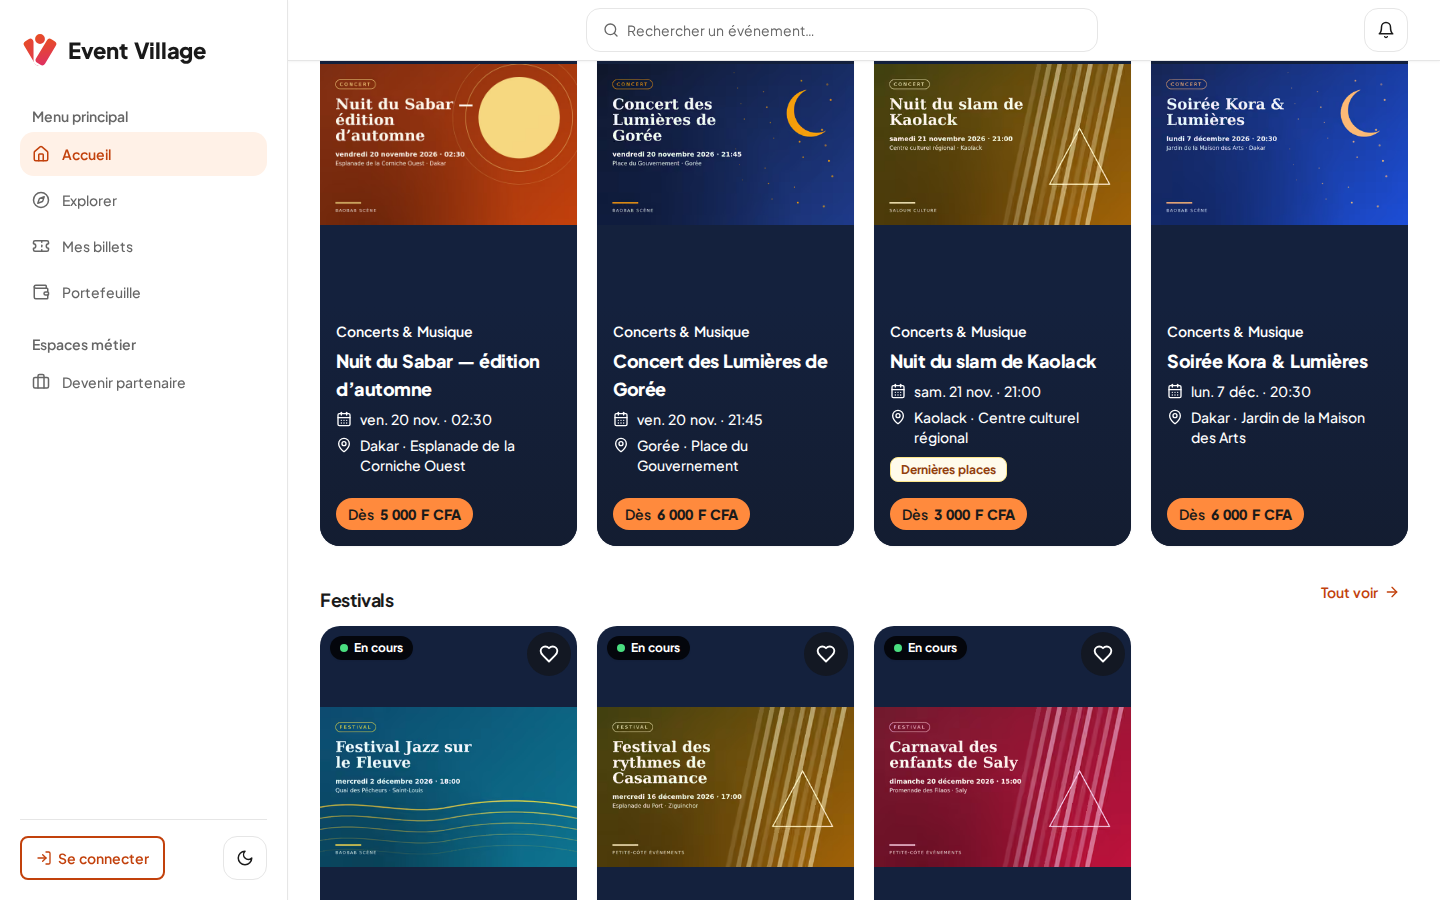 Event Village
Rechercher un événement...
Menu principal
Accueil
Explorer
Mes billets
Portefeuille
Espaces métier
Devenir partenaire
Se connecter
CONCERT
Nuit du Sabar —
édition
d’automne
vendredi 20 novembre 2026 · 02:30
Esplanade de la Corniche Ouest · Dakar
BAOBAB SCÈNE
Concerts & Musique
Nuit du Sabar — édition
d’automne
ven. 20 nov. · 02:30
Dakar · Esplanade de la
Corniche Ouest
Dès 5 000 F CFA
CONCERT
Concert des
Lumières de
Gorée
vendredi 20 novembre 2026 · 21:45
Place du Gouvernement · Gorée
BAOBAB SCÈNE
Concerts & Musique
Concert des Lumières de
Gorée
ven. 20 nov. · 21:45
Gorée · Place du
Gouvernement
Dès 6 000 F CFA
CONCERT
Nuit du slam de
Kaolack
samedi 21 novembre 2026 · 21:00
Centre culturel régional · Kaolack
SALOUM CULTURE
Concerts & Musique
Nuit du slam de Kaolack
sam. 21 nov. · 21:00
Kaolack · Centre culturel
régional
Dernières places
Dès 3 000 F CFA
CONCERT
Soirée Kora &
Lumières
lundi 7 décembre 2026 · 20:30
Jardin de la Maison des Arts · Dakar
BAOBAB SCÈNE
Concerts & Musique
Soirée Kora & Lumières
lun. 7 déc. · 20:30
Dakar · Jardin de la Maison
des Arts
Dès 6 000 F CFA
Festivals
Tout voir
En cours
FESTIVAL
Festival Jazz sur
le Fleuve
mercredi 2 décembre 2026 · 18:00
Quai des Pêcheurs · Saint-Louis
BAOBAB SCÈNE
En cours
FESTIVAL
Festival des
rythmes de
Casamance
mercredi 16 décembre 2026 · 17:00
Esplanade du Port · Ziguinchor
PETITE-CÔTE ÉVÉNEMENTS
En cours
FESTIVAL
Carnaval des
enfants de Saly
dimanche 20 décembre 2026 · 15:00
Promenade des Filaos · Saly
PETITE-CÔTE ÉVÉNEMENTS